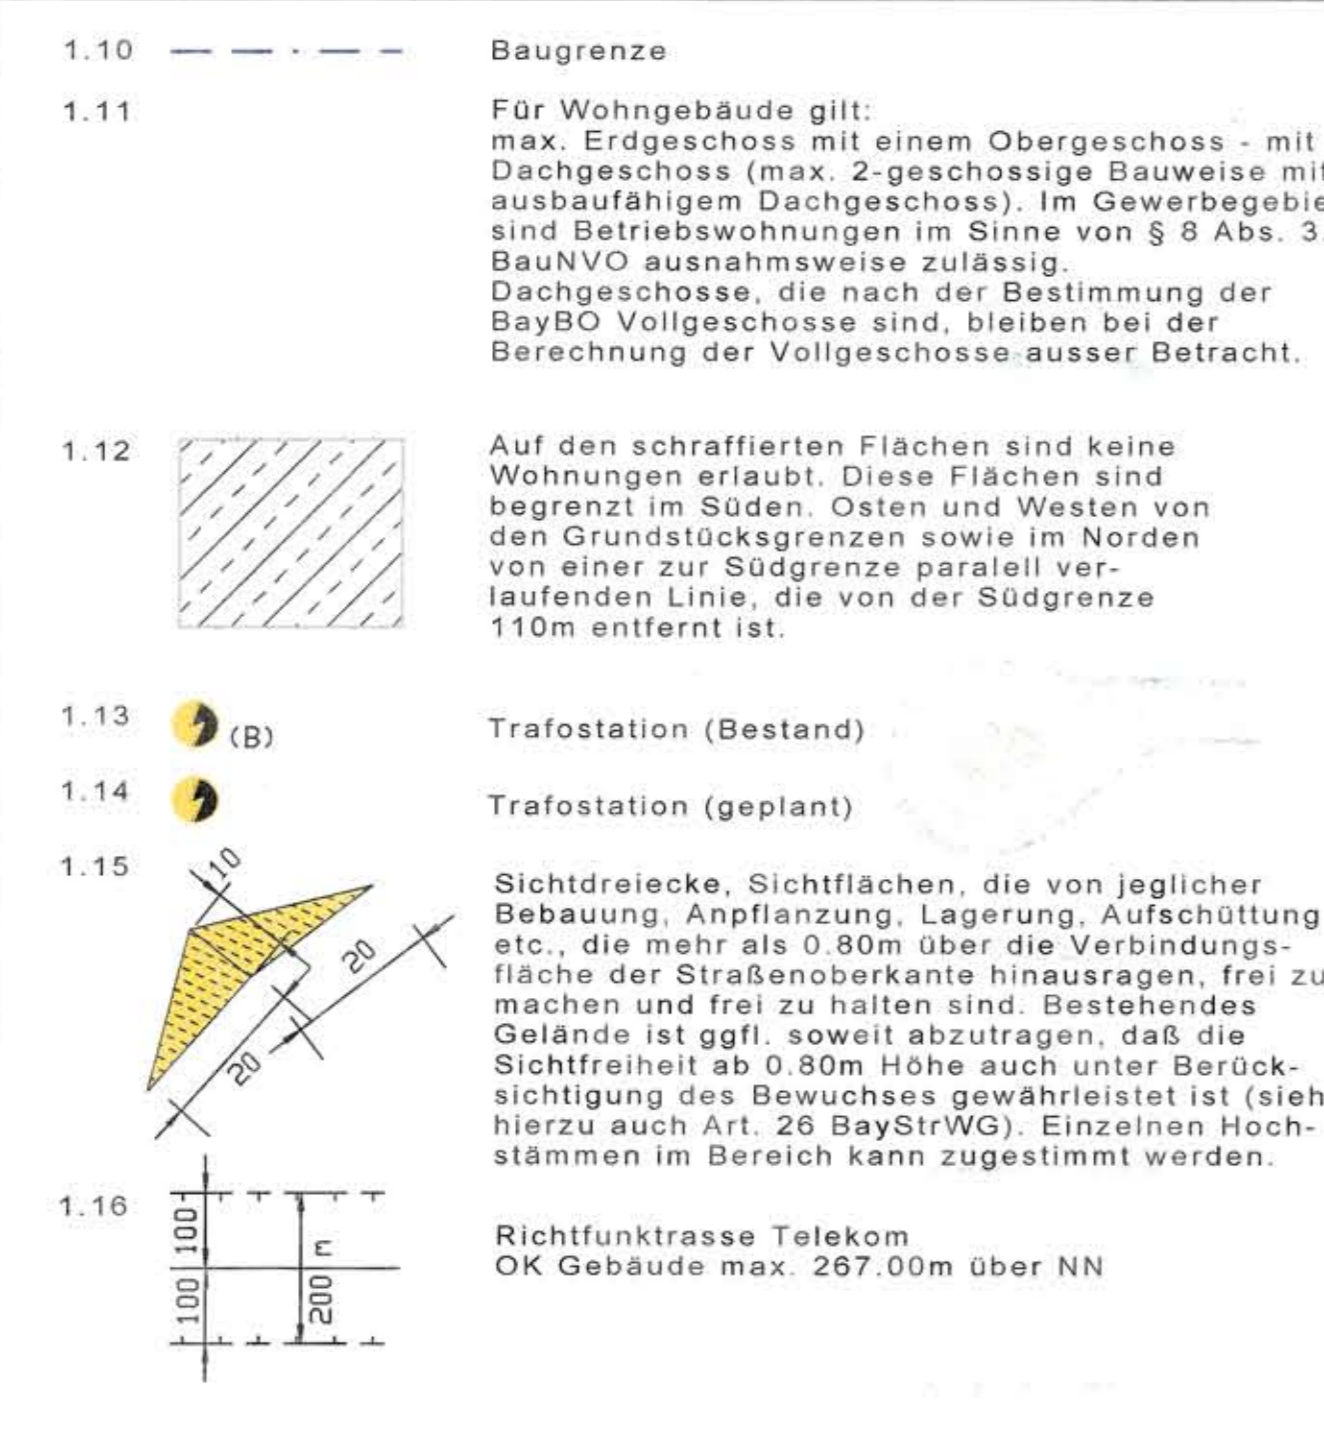 1.10 Baugrenze
1.11 Für Wohngebäude gilt:
max. Erdgeschoss mit einem Obergeschoss - mit
Dachgeschoss (max. 2-geschossige Bauweise mit
ausbaufähigem Dachgeschoss). Im Gewerbegebie
sind Betriebswohnungen im Sinne von § 8 Abs. 3.
BauNVO ausnahmsweise zulässig.
Dachgeschosse, die nach der Bestimmung der
BayBO Vollgeschosse sind, bleiben bei der
Berechnung der Vollgeschosse ausser Betracht.
1.12 Auf den schraffierten Flächen sind keine
Wohnungen erlaubt. Diese Flächen sind
begrenzt im Süden. Osten und Westen von
den Grundstücksgrenzen sowie im Norden
von einer zur Südgrenze paralell ver-
laufenden Linie, die von der Südgrenze
110m entfernt ist.
1.13 (B) Trafostation (Bestand)
1.14 Trafostation (geplant)
1.15 Sichtdreiecke, Sichtflächen, die von jeglicher
Bebauung, Anpflanzung, Lagerung, Aufschüttung
etc., die mehr als 0.80m über die Verbindungs-
fläche der Straßenoberkante hinausragen, frei zu
machen und frei zu halten sind. Bestehendes
Gelände ist ggfl. soweit abzutragen, daß die
Sichtfreiheit ab 0.80m Höhe auch unter Berück-
sichtigung des Bewuchses gewährleistet ist (sieh
hierzu auch Art. 26 BayStrWG). Einzelnen Hoch-
stämmen im Bereich kann zugestimmt werden.
10
20
20
1.16 Richtfunktrasse Telekom
OK Gebäude max. 267.00m über NN
100
100
200 m